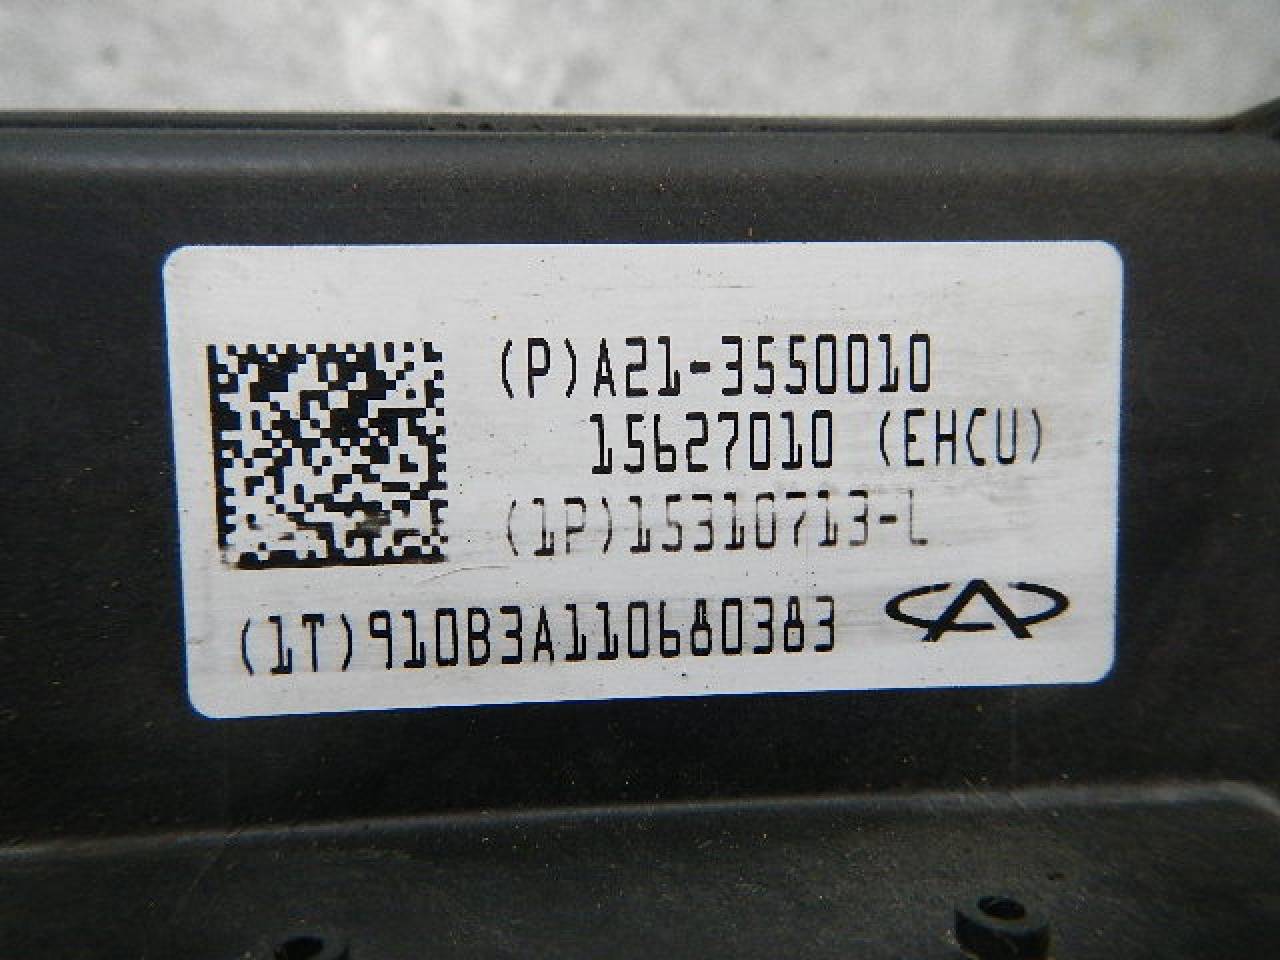 (P)A21-3550010
15627010 (EHCU)
(1P)15310713-L
(1T)910B3A110680383